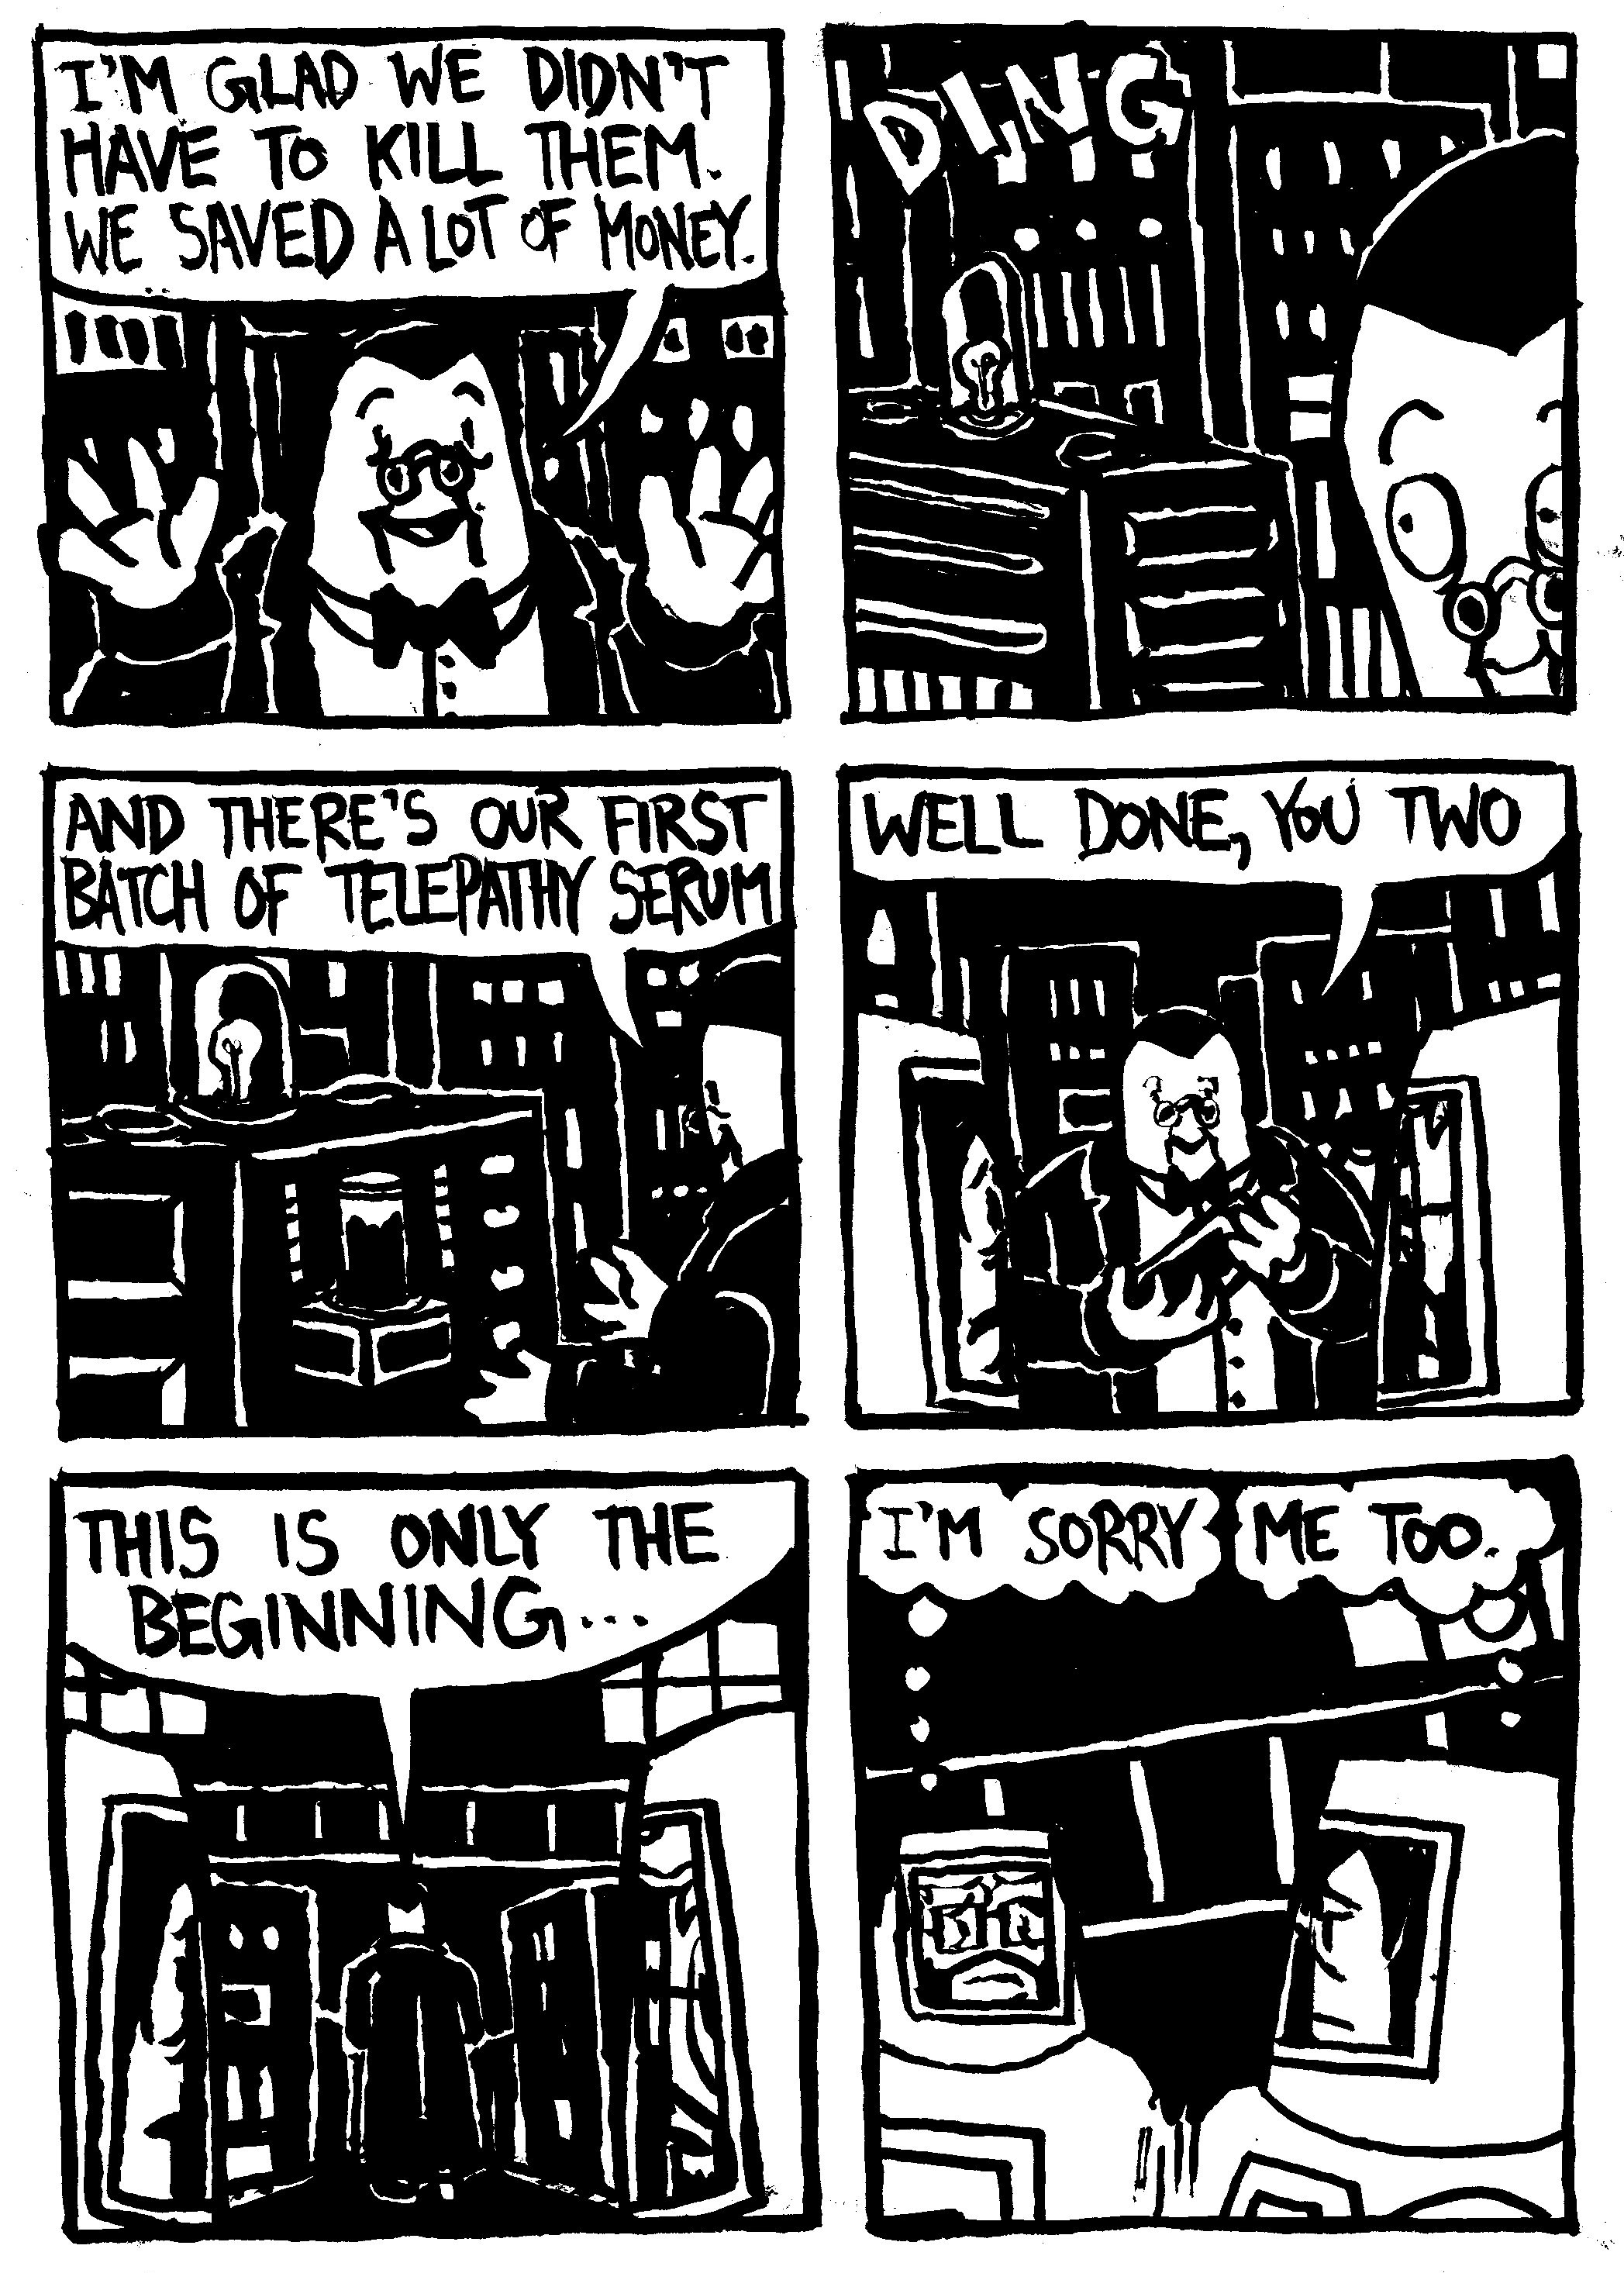 I'M GLAD WE DIDN'T
HAVE TO KILL THEM.
WE SAVED A LOT OF MONEY.
DING
AND THERE'S OUR FIRST
BATCH OF TELEPATHY SERUM
WELL DONE, YOU TWO
THIS IS ONLY THE
BEGINNING...
I'M SORRY
ME TOO.